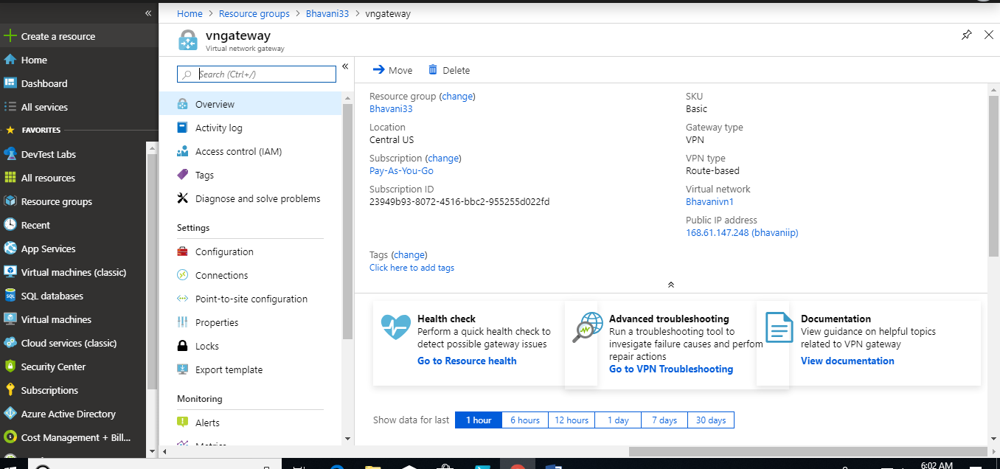 Home > Resource groups > Bhavani33 > vngateway
vngateway
Virtual network gateway
Create a resource
Home
Dashboard
All services
FAVORITES
DevTest Labs
All resources
Resource groups
Recent
App Services
Virtual machines (classic)
SQL databases
Virtual machines
Cloud services (classic)
Security Center
Subscriptions
Azure Active Directory
Cost Management + Bill...
Search (Ctrl+/)
Overview
Activity log
Access control (IAM)
Tags
Diagnose and solve problems
Settings
Configuration
Connections
Point-to-site configuration
Properties
Locks
Export template
Monitoring
Alerts
Metrics
Move
Delete
Resource group (change)
Bhavani33
Location
Central US
Subscription (change)
Pay-As-You-Go
Subscription ID
23949b93-8072-4516-bbc2-955255d022fd
SKU
Basic
Gateway type
VPN
VPN type
Route-based
Virtual network
Bhavanivn1
Public IP address
168.61.147.248 (bhavaniip)
Tags (change)
Click here to add tags
Health check
Perform a quick health check to
detect possible gateway issues
Go to Resource health
Advanced troubleshooting
Run a troubleshooting tool to
invesigate failure causes and perfom
repair actions
Go to VPN Troubleshooting
Documentation
View guidance on helpful topics
related to VPN gateway
View documentation
Show data for last
1 hour
6 hours
12 hours
1 day
7 days
30 days
6:02 AM